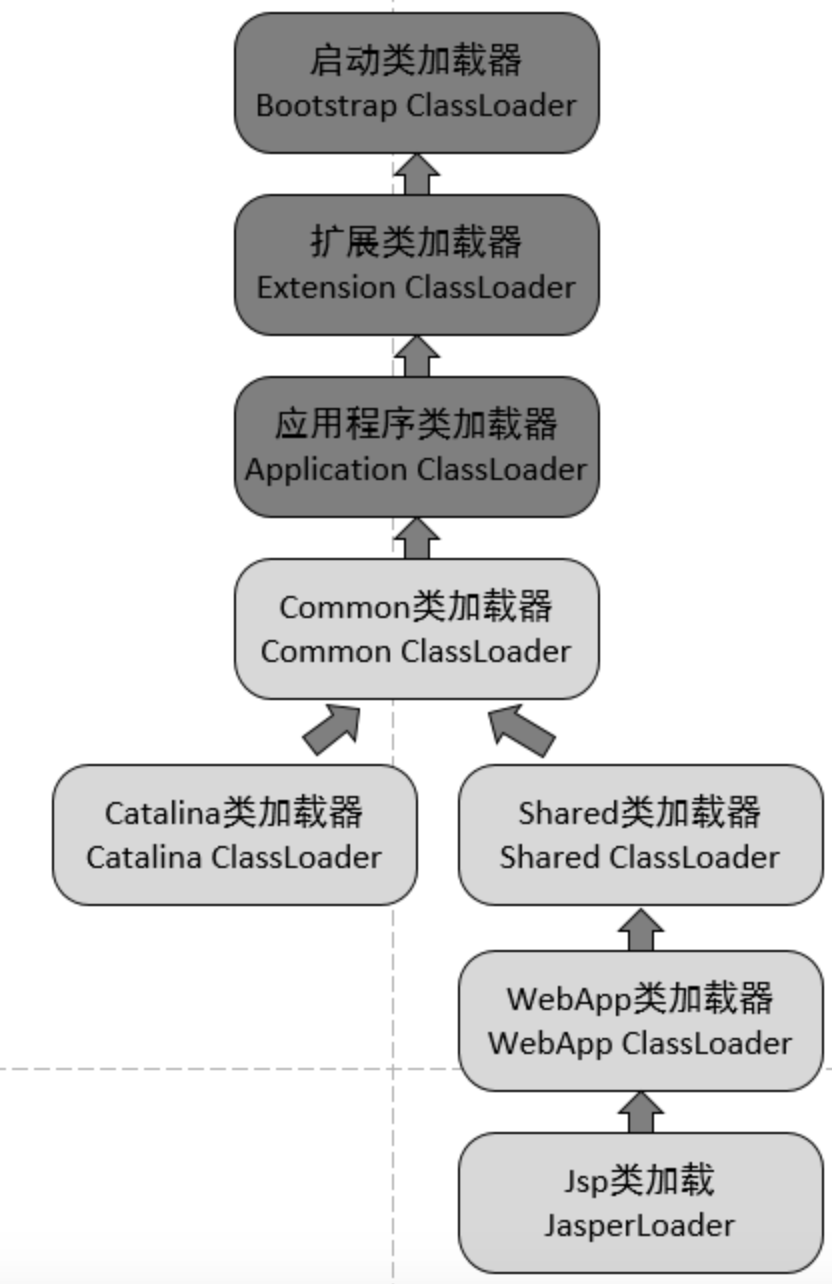 启动类加载器
Bootstrap ClassLoader
扩展类加载器
Extension ClassLoader
应用程序类加载器
Application ClassLoader
Common类加载器
Common ClassLoader
Catalina类加载器
Catalina ClassLoader
Shared类加载器
Shared ClassLoader
WebApp类加载器
WebApp ClassLoader
Jsp类加载
JasperLoader